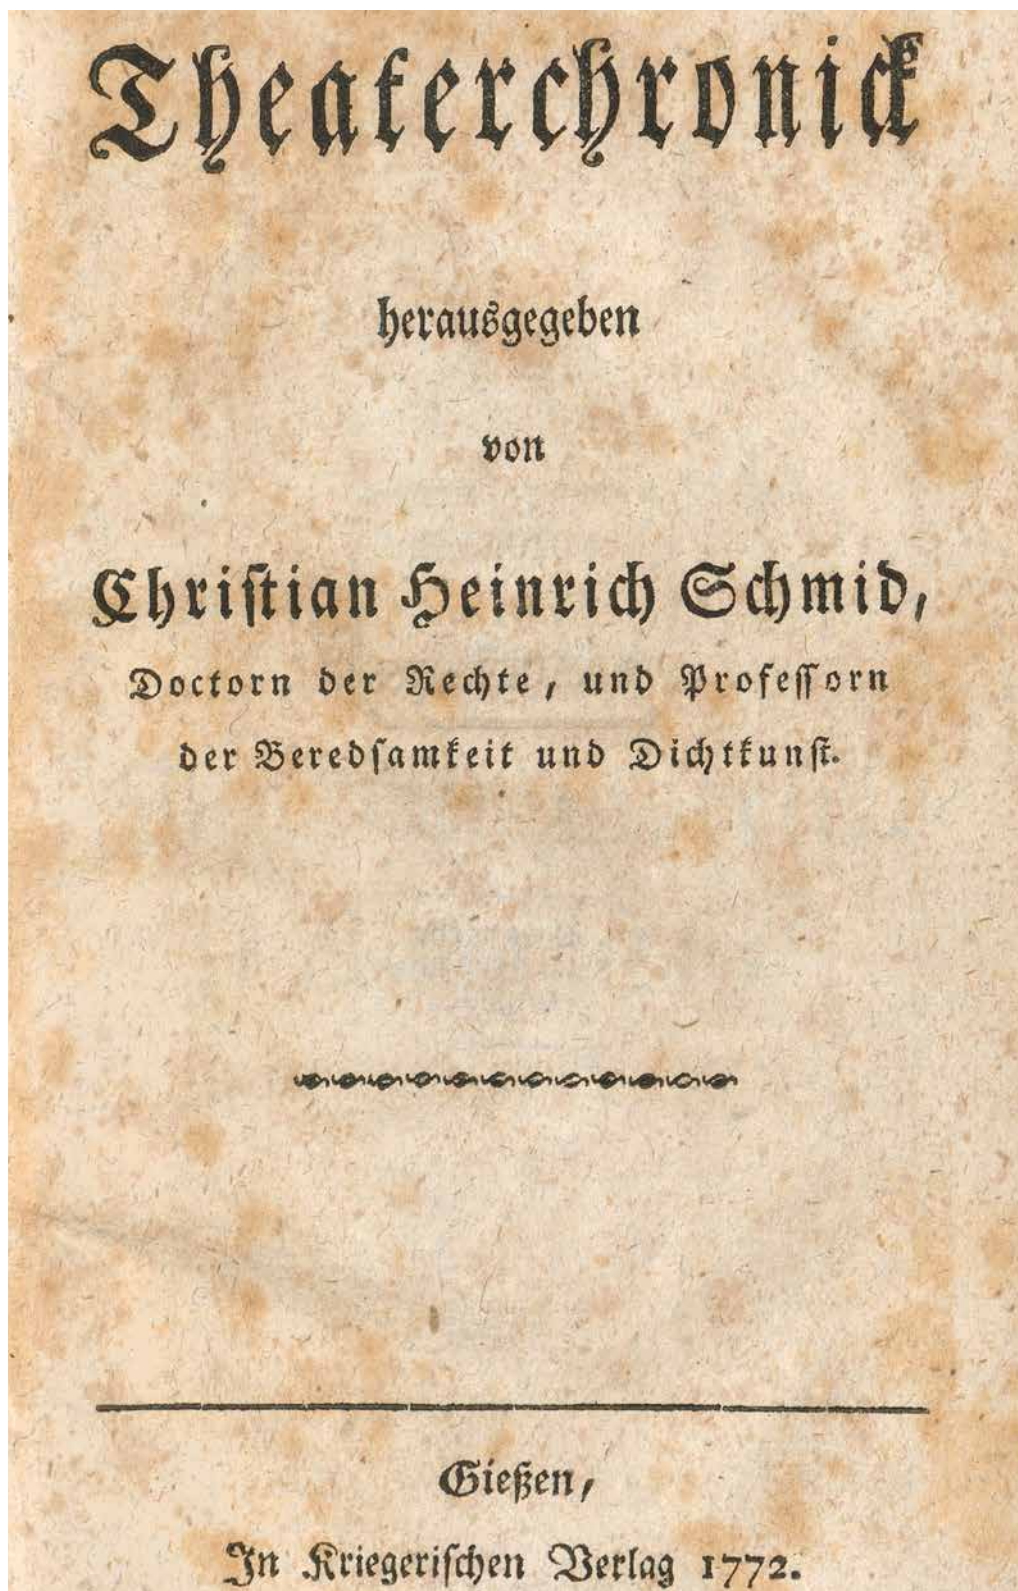 Theaterchronick
herausgegeben
von
Christian Heinrich Schmid,
Doctorn der Rechte, und Professorn
der Beredsamkeit und Dichtkunst.
Gießen,
In Kriegerischen Verlag 1772.